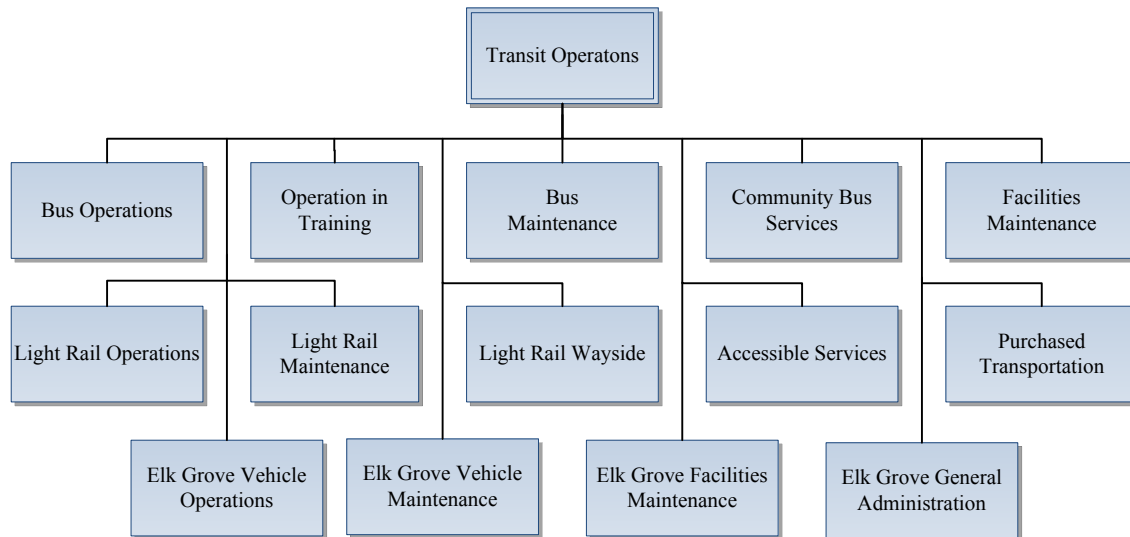 Transit Operatons
Bus Operations
Operation in
Training
Bus
Maintenance
Community Bus
Services
Facilities
Maintenance
Light Rail Operations
Light Rail
Maintenance
Light Rail Wayside
Accessible Services
Purchased
Transportation
Elk Grove Vehicle
Operations
Elk Grove Vehicle
Maintenance
Elk Grove Facilities
Maintenance
Elk Grove General
Administration